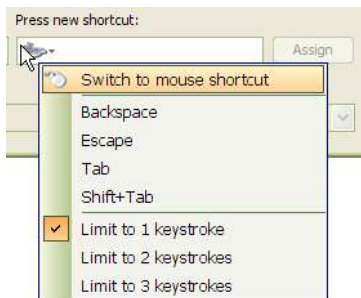 Press new shortcut:
Assign
Switch to mouse shortcut
Backspace
Escape
Tab
Shift+Tab
Limit to 1 keystroke
Limit to 2 keystrokes
Limit to 3 keystrokes